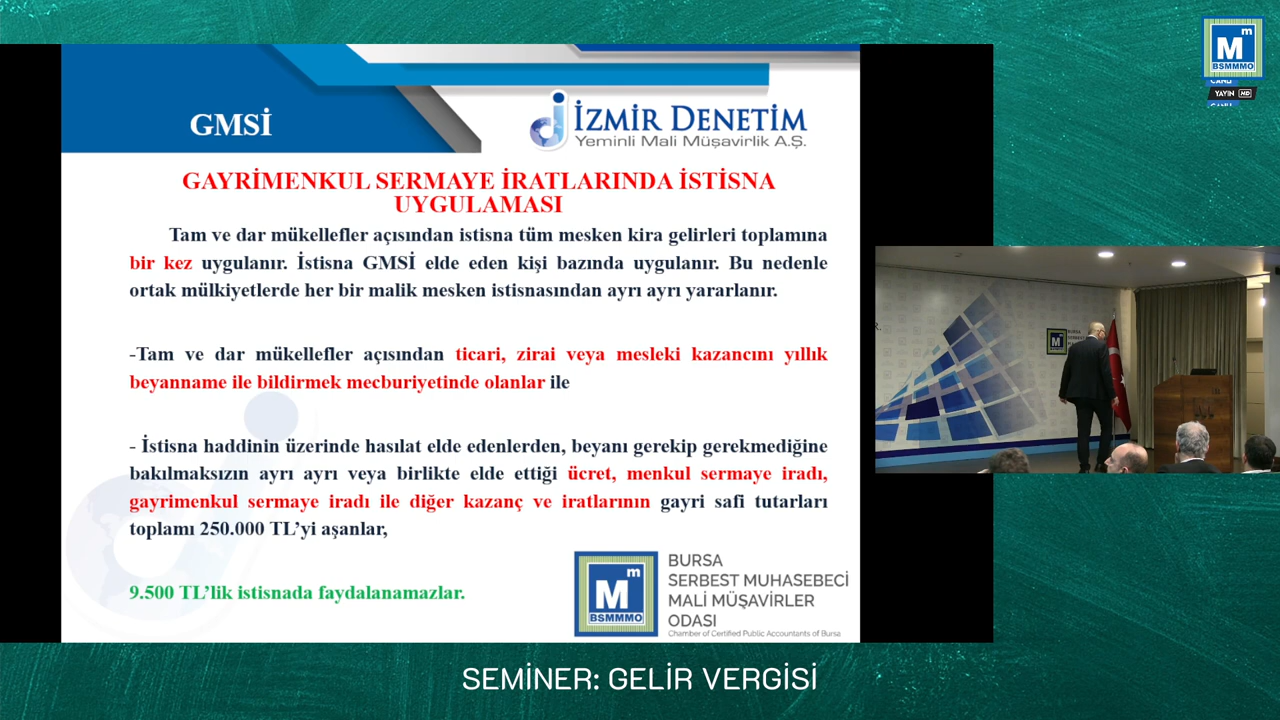 GMSİ
İZMİR DENETİM
Yeminli Mali Müşavirlik A.Ş.
GAYRİMENKUL SERMAYE İRATLARINDA İSTİSNA
UYGULAMASI
Tam ve dar mükellefler açısından istisna tüm mesken kira gelirleri toplamına
bir kez uygulanır. İstisna GMSİ elde eden kişi bazında uygulanır. Bu nedenle
ortak mülkiyetlerde her bir malik mesken istisnasından ayrı ayrı yararlanır.
-Tam ve dar mükellefler açısından ticari, zirai veya mesleki kazancını yıllık
beyanname ile bildirmek mecburiyetinde olanlar ile
- İstisna haddinin üzerinde hasılat elde edenlerden, beyanı gerekip gerekmediğine
bakılmaksızın ayrı ayrı veya birlikte elde ettiği ücret, menkul sermaye iradı,
gayrimenkul sermaye iradı ile diğer kazanç ve iratlarının gayri safi tutarları
toplamı 250.000 TL’yi aşanlar,
9.500 TL’lik istisnada faydalanamazlar.
Mm
BSMMMO
BURSA
SERBEST MUHASEBECİ
MALİ MÜŞAVİRLER
ODASI
Chamber of Certified Public Accountants of Bursa
Mm
BSMMMO
YAYIN HD
M
BURSA
SEMİNER: GELİR VERGİSİ